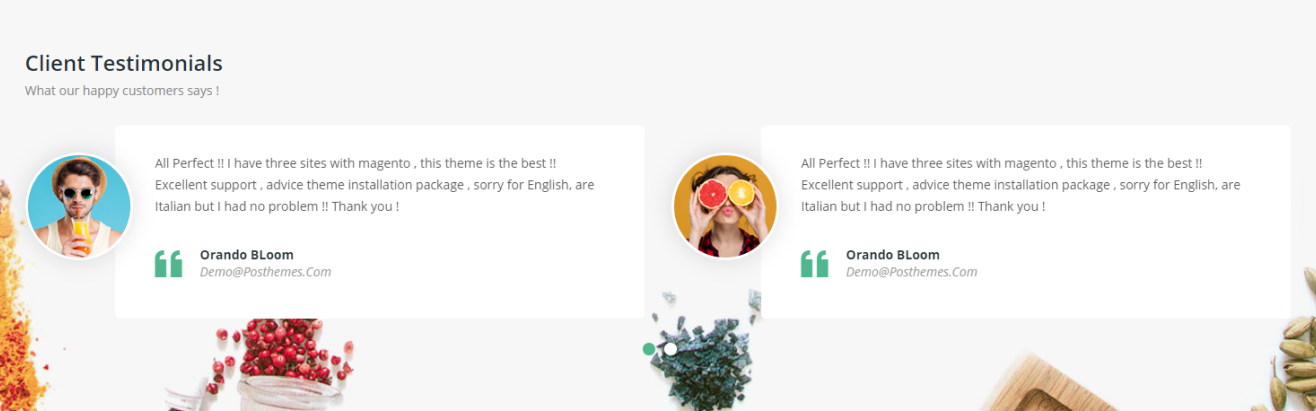 Client Testimonials
What our happy customers says !
All Perfect !! I have three sites with magento , this theme is the best !!
Excellent support , advice theme installation package , sorry for English, are
Italian but I had no problem !! Thank you !
Orando BLoom
Demo@Posthemes.Com
All Perfect !! I have three sites with magento , this theme is the best !!
Excellent support , advice theme installation package , sorry for English, are
Italian but I had no problem !! Thank you !
Orando BLoom
Demo@Posthemes.Com